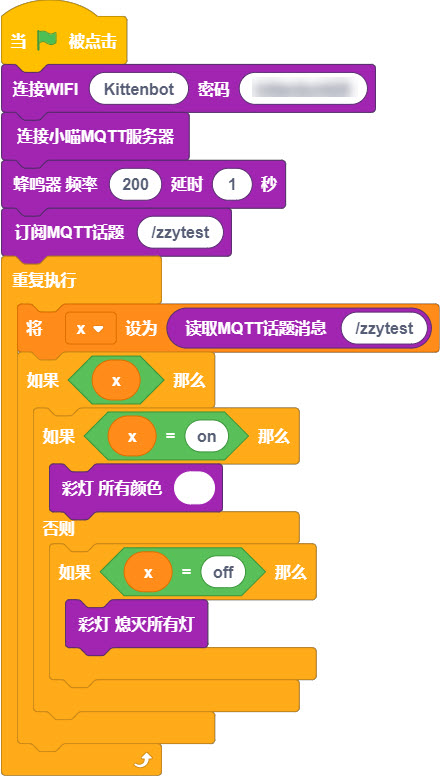 当 被点击
连接WIFI Kittenbot 密码
连接小喵MQTT服务器
蜂鸣器 频率 200 延时 1 秒
订阅MQTT话题 /zzytest
重复执行
将 x 设为 读取MQTT话题消息 /zzytest
如果 x 那么
如果 x = on 那么
彩灯 所有颜色
否则
如果 x = off 那么
彩灯 熄灭所有灯